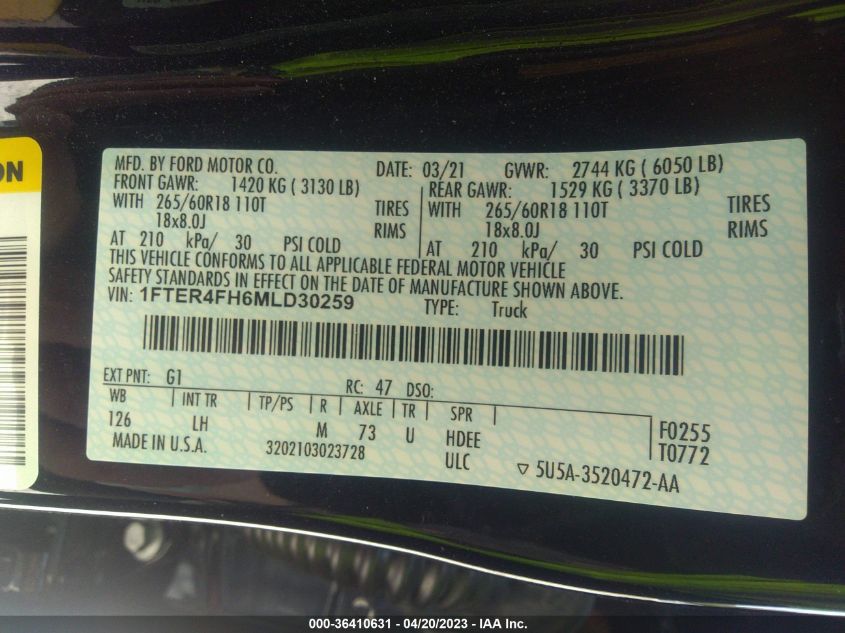 ON
MFD. BY FORD MOTOR CO. DATE: 03/21 GVWR: 2744 KG ( 6050 LB)
FRONT GAWR: 1420 KG ( 3130 LB) REAR GAWR: 1529 KG ( 3370 LB)
WITH 265/60R18 110T TIRES WITH 265/60R18 110T TIRES
18x8.0J RIMS 18x8.0J RIMS
AT 210 kPa/ 30 PSI COLD AT 210 kPa/ 30 PSI COLD
THIS VEHICLE CONFORMS TO ALL APPLICABLE FEDERAL MOTOR VEHICLE
SAFETY STANDARDS IN EFFECT ON THE DATE OF MANUFACTURE SHOWN ABOVE.
VIN: 1FTER4FH6MLD30259 TYPE: Truck
EXT PNT: G1 RC: 47 DSO:
WB INT TR TP/PS R AXLE TR SPR
126 LH M 73 U HDEE F0255
MADE IN U.S.A. 3202103023728 ULC T0772
▽ 5U5A-3520472-AA
000-36410631 - 04/20/2023 - IAA Inc.